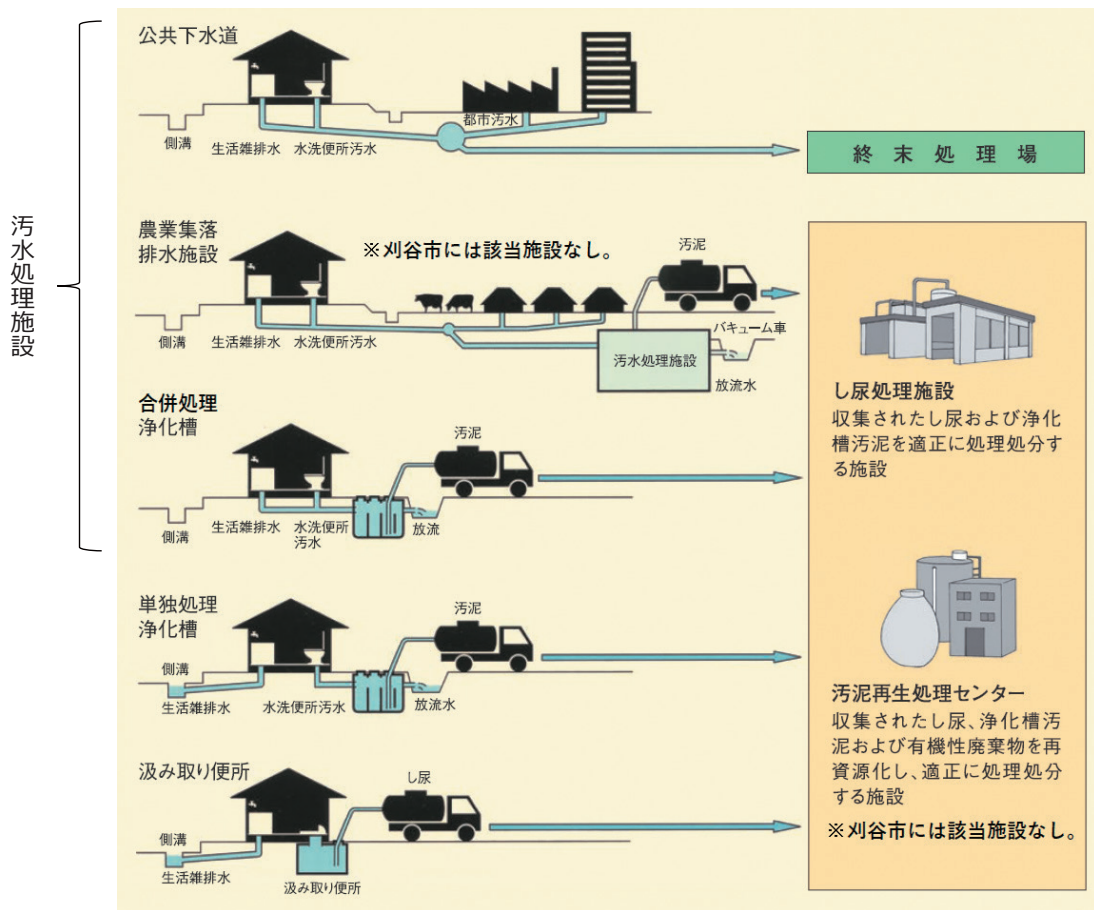 汚水処理施設
公共下水道
側溝
生活雑排水
水洗便所汚水
都市汚水
終末処理場
農業集落
排水施設
※刈谷市には該当施設なし。
側溝
生活雑排水
水洗便所汚水
汚泥
バキューム車
汚水処理施設
放流水
合併処理
浄化槽
側溝
生活雑排水
水洗便所
汚水
汚泥
放流
単独処理
浄化槽
側溝
生活雑排水
水洗便所汚水
汚泥
放流水
汲み取り便所
側溝
生活雑排水
し尿
汲み取り便所
し尿処理施設
収集されたし尿および浄化
槽汚泥を適正に処理処分す
る施設
汚泥再生処理センター
収集されたし尿、浄化槽汚
泥および有機性廃棄物を再
資源化し、適正に処理処分
する施設
※刈谷市には該当施設なし。